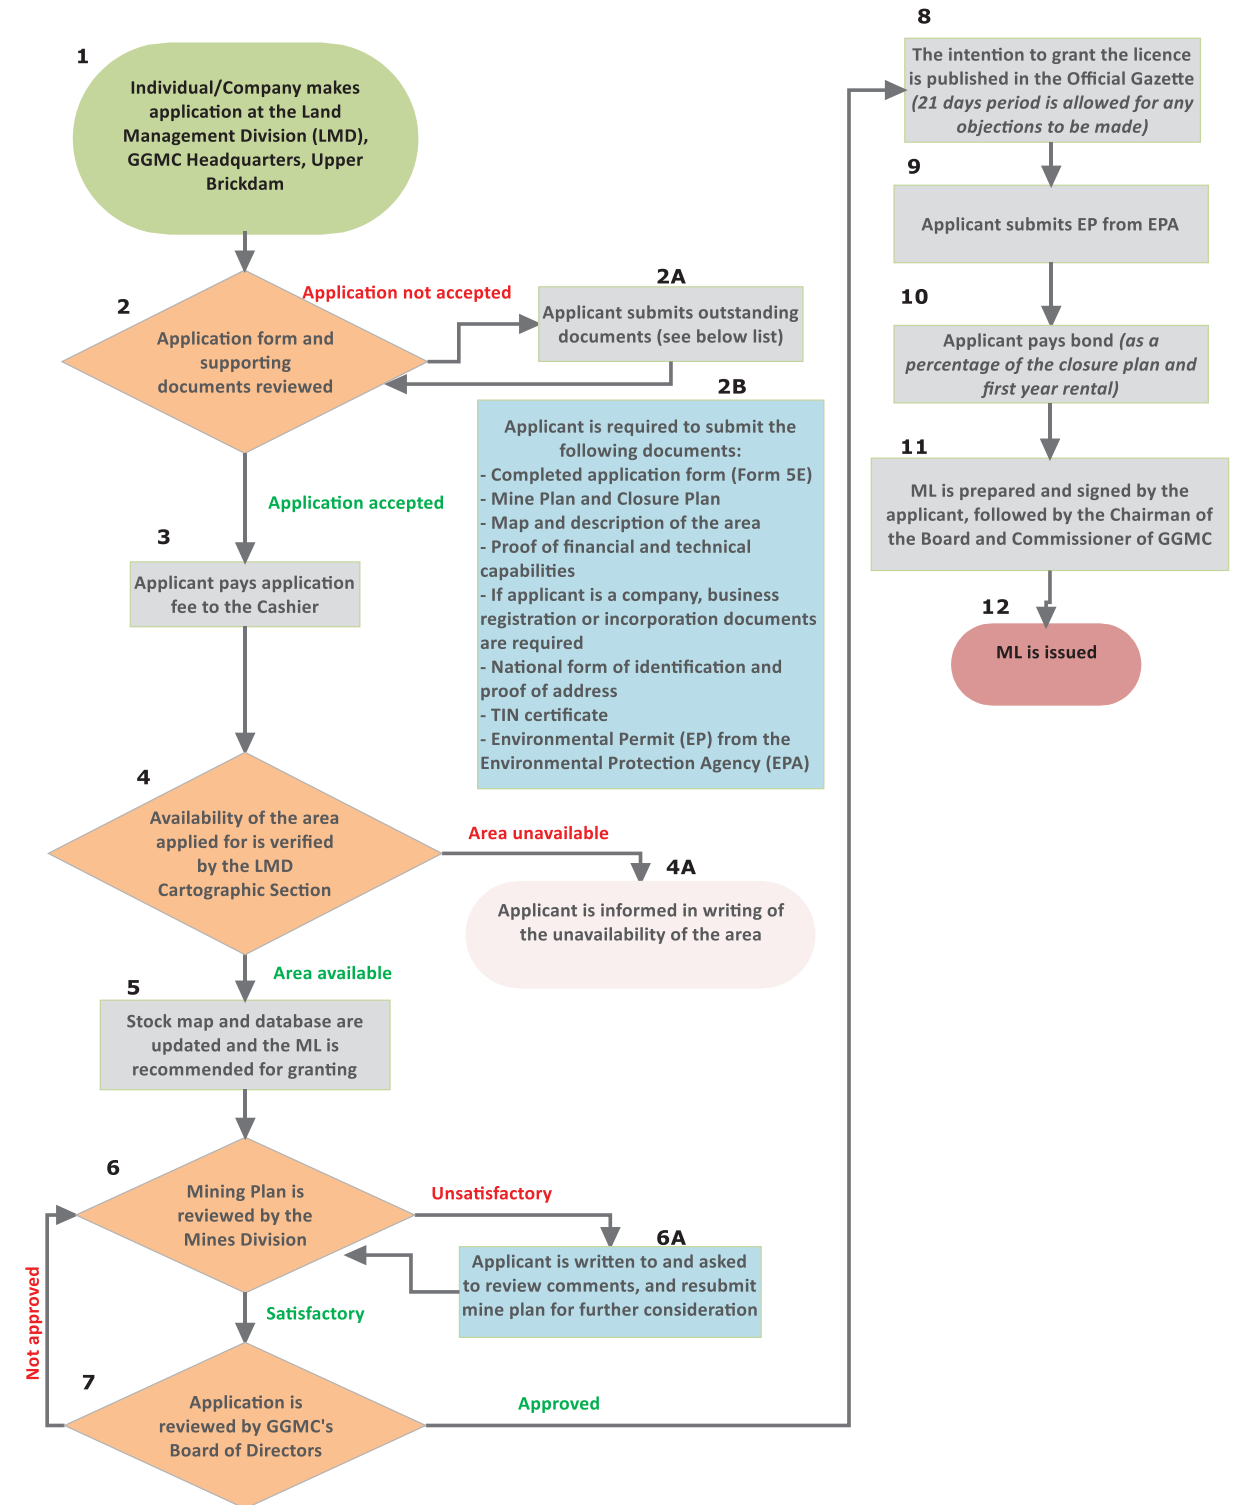 1
Individual/Company makes
application at the Land
Management Division (LMD),
GGMC Headquarters, Upper
Brickdam
2
Application form and
supporting
documents reviewed
Application not accepted
2A
Applicant submits outstanding
documents (see below list)
2B
Applicant is required to submit the
following documents:
- Completed application form (Form 5E)
- Mine Plan and Closure Plan
- Map and description of the area
- Proof of financial and technical
capabilities
- If applicant is a company, business
registration or incorporation documents
are required
- National form of identification and
proof of address
- TIN certificate
- Environmental Permit (EP) from the
Environmental Protection Agency (EPA)
Application accepted
3
Applicant pays application
fee to the Cashier
4
Availability of the area
applied for is verified
by the LMD
Cartographic Section
Area unavailable
4A
Applicant is informed in writing of
the unavailability of the area
Area available
5
Stock map and database are
updated and the ML is
recommended for granting
6
Mining Plan is
reviewed by the
Mines Division
Unsatisfactory
6A
Applicant is written to and asked
to review comments, and resubmit
mine plan for further consideration
Satisfactory
Not approved
7
Application is
reviewed by GGMC's
Board of Directors
Approved
8
The intention to grant the licence
is published in the Official Gazette
(21 days period is allowed for any
objections to be made)
9
Applicant submits EP from EPA
10
Applicant pays bond (as a
percentage of the closure plan and
first year rental)
11
ML is prepared and signed by the
applicant, followed by the Chairman of
the Board and Commissioner of GGMC
12
ML is issued